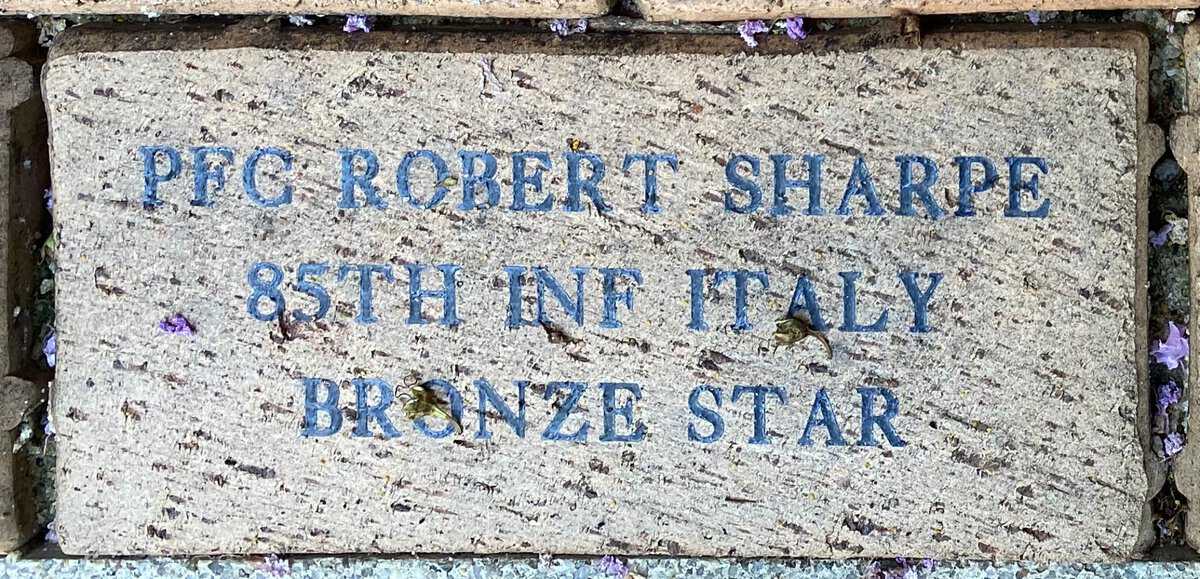 PFC ROBERT SHARPE
85TH INF ITALY
BRONZE STAR